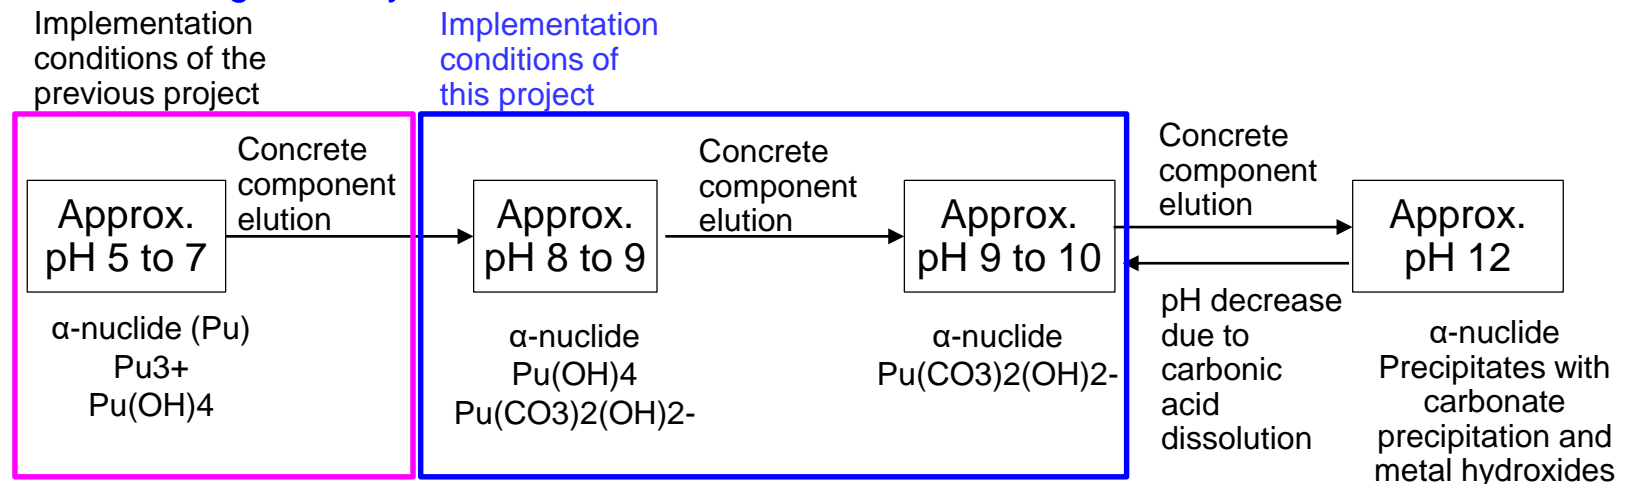 Implementation
conditions of the
previous project
Implementation
conditions of
this project
Concrete
component
elution
Approx.
pH 5 to 7
α-nuclide (Pu)
Pu3+
Pu(OH)4
Approx.
pH 8 to 9
α-nuclide
Pu(OH)4
Pu(CO3)2(OH)2-
Concrete
component
elution
Approx.
pH 9 to 10
α-nuclide
Pu(CO3)2(OH)2-
Concrete
component
elution
pH decrease
due to
carbonic
acid
dissolution
Approx.
pH 12
α-nuclide
Precipitates with
carbonate
precipitation and
metal hydroxides